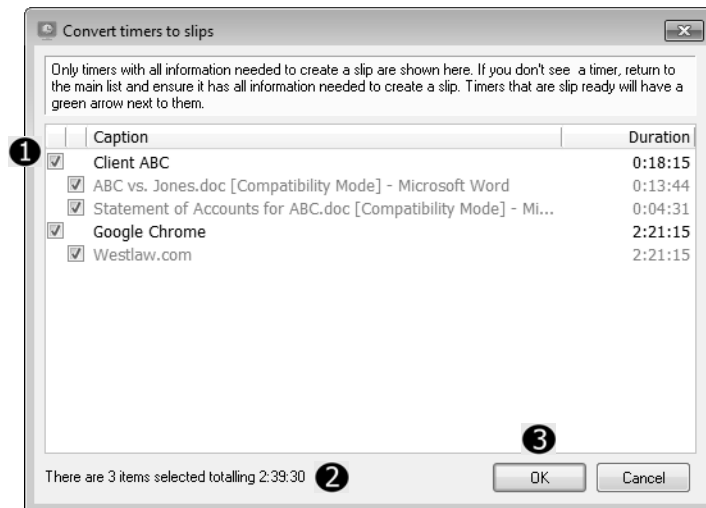 Convert timers to slips
Only timers with all information needed to create a slip are shown here. If you don't see a timer, return to
the main list and ensure it has all information needed to create a slip. Timers that are slip ready will have a
green arrow next to them.
Caption Duration
1
Client ABC 0:18:15
ABC vs. Jones.doc [Compatibility Mode] - Microsoft Word 0:13:44
Statement of Accounts for ABC.doc [Compatibility Mode] - Mi... 0:04:31
Google Chrome 2:21:15
Westlaw.com 2:21:15
3
There are 3 items selected totalling 2:39:30 2 OK Cancel